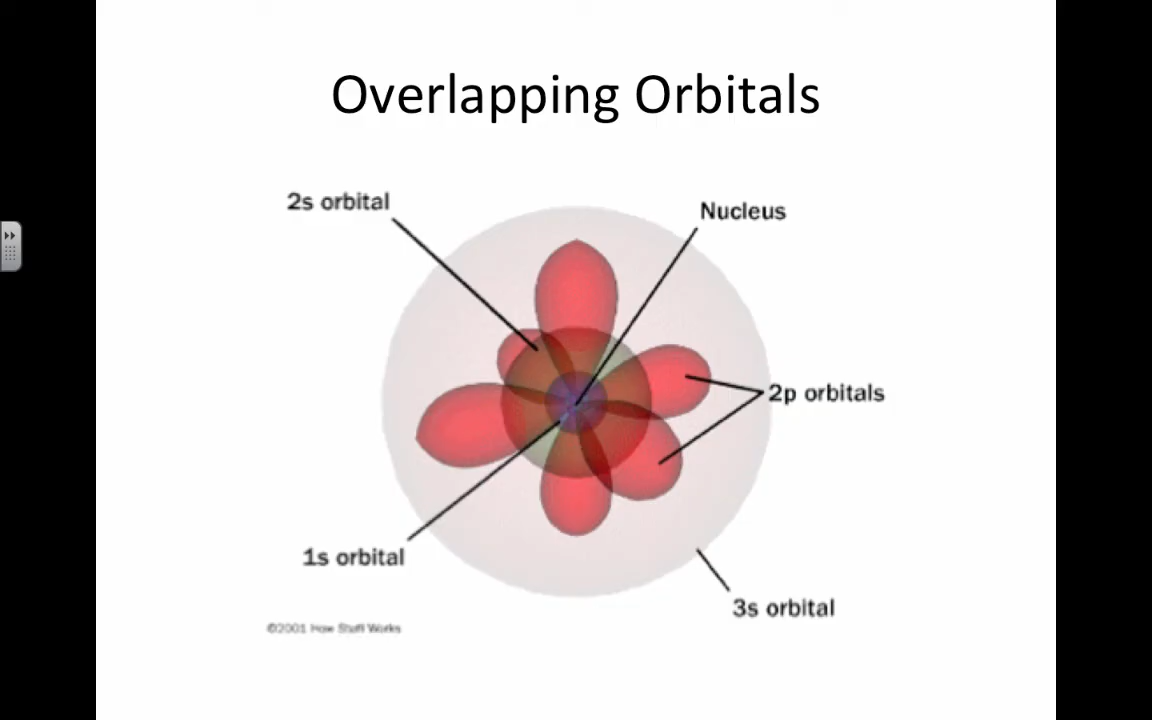 Overlapping Orbitals
2s orbital
Nucleus
2p orbitals
1s orbital
3s orbital
©2001 How Stuff Works